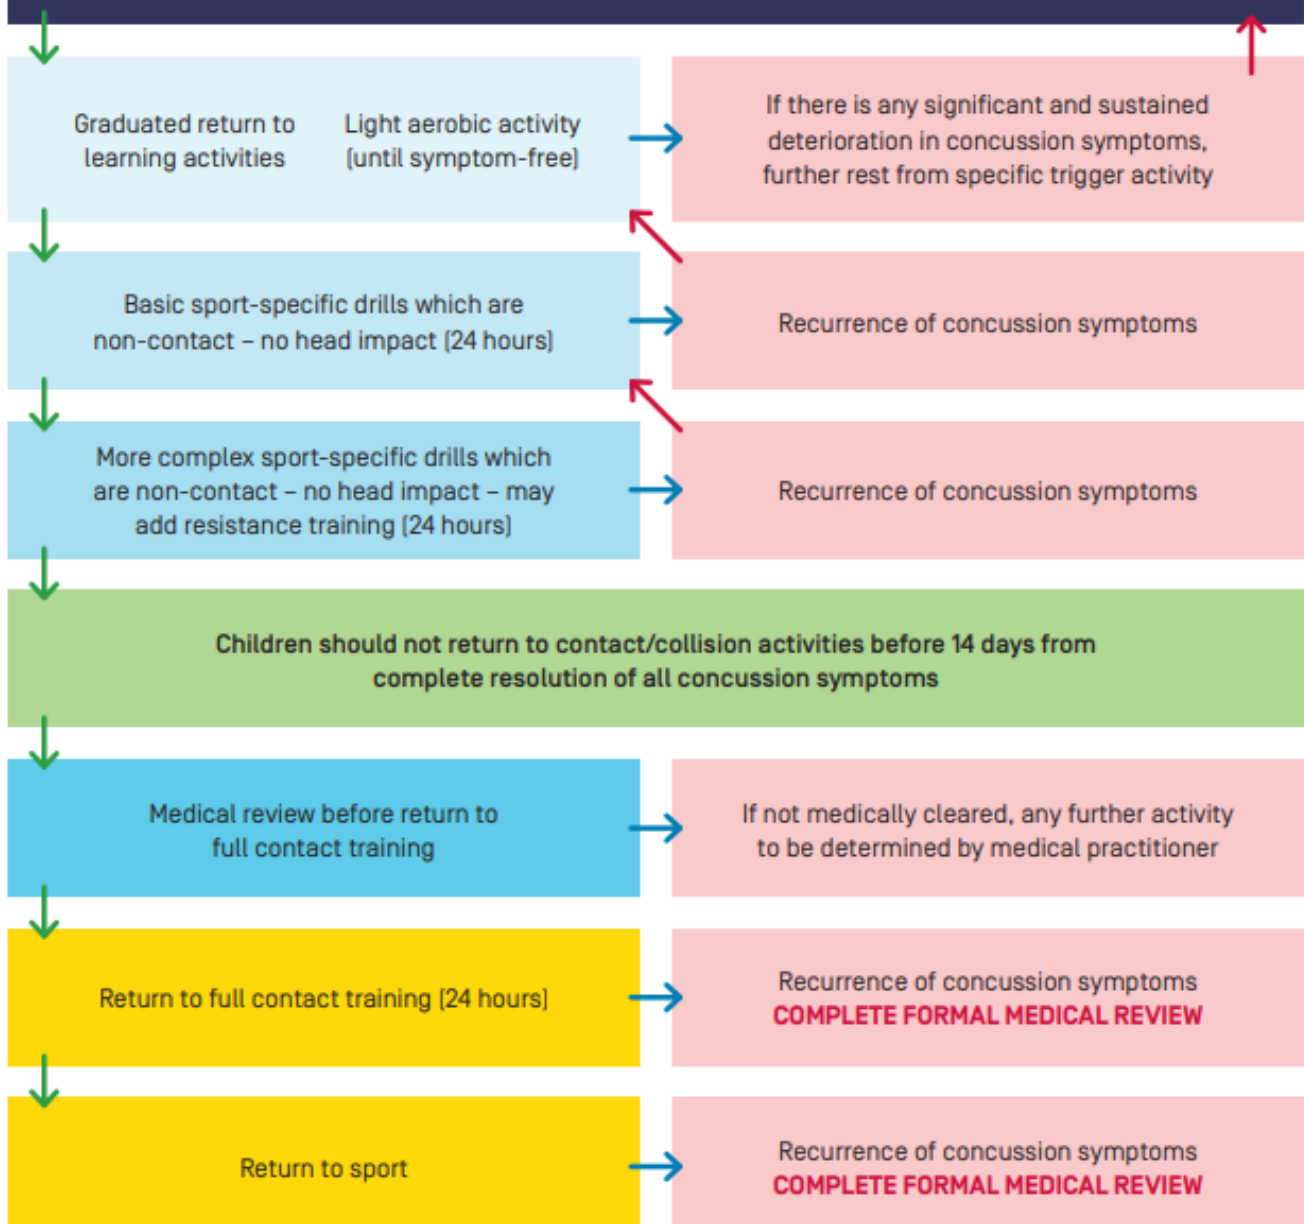 Graduated return to
learning activities
Light aerobic activity
(until symptom-free)
If there is any significant and sustained
deterioration in concussion symptoms,
further rest from specific trigger activity
Basic sport-specific drills which are
non-contact – no head impact (24 hours)
Recurrence of concussion symptoms
More complex sport-specific drills which
are non-contact – no head impact – may
add resistance training (24 hours)
Recurrence of concussion symptoms
Children should not return to contact/collision activities before 14 days from
complete resolution of all concussion symptoms
Medical review before return to
full contact training
If not medically cleared, any further activity
to be determined by medical practitioner
Return to full contact training (24 hours)
Recurrence of concussion symptoms
COMPLETE FORMAL MEDICAL REVIEW
Return to sport
Recurrence of concussion symptoms
COMPLETE FORMAL MEDICAL REVIEW